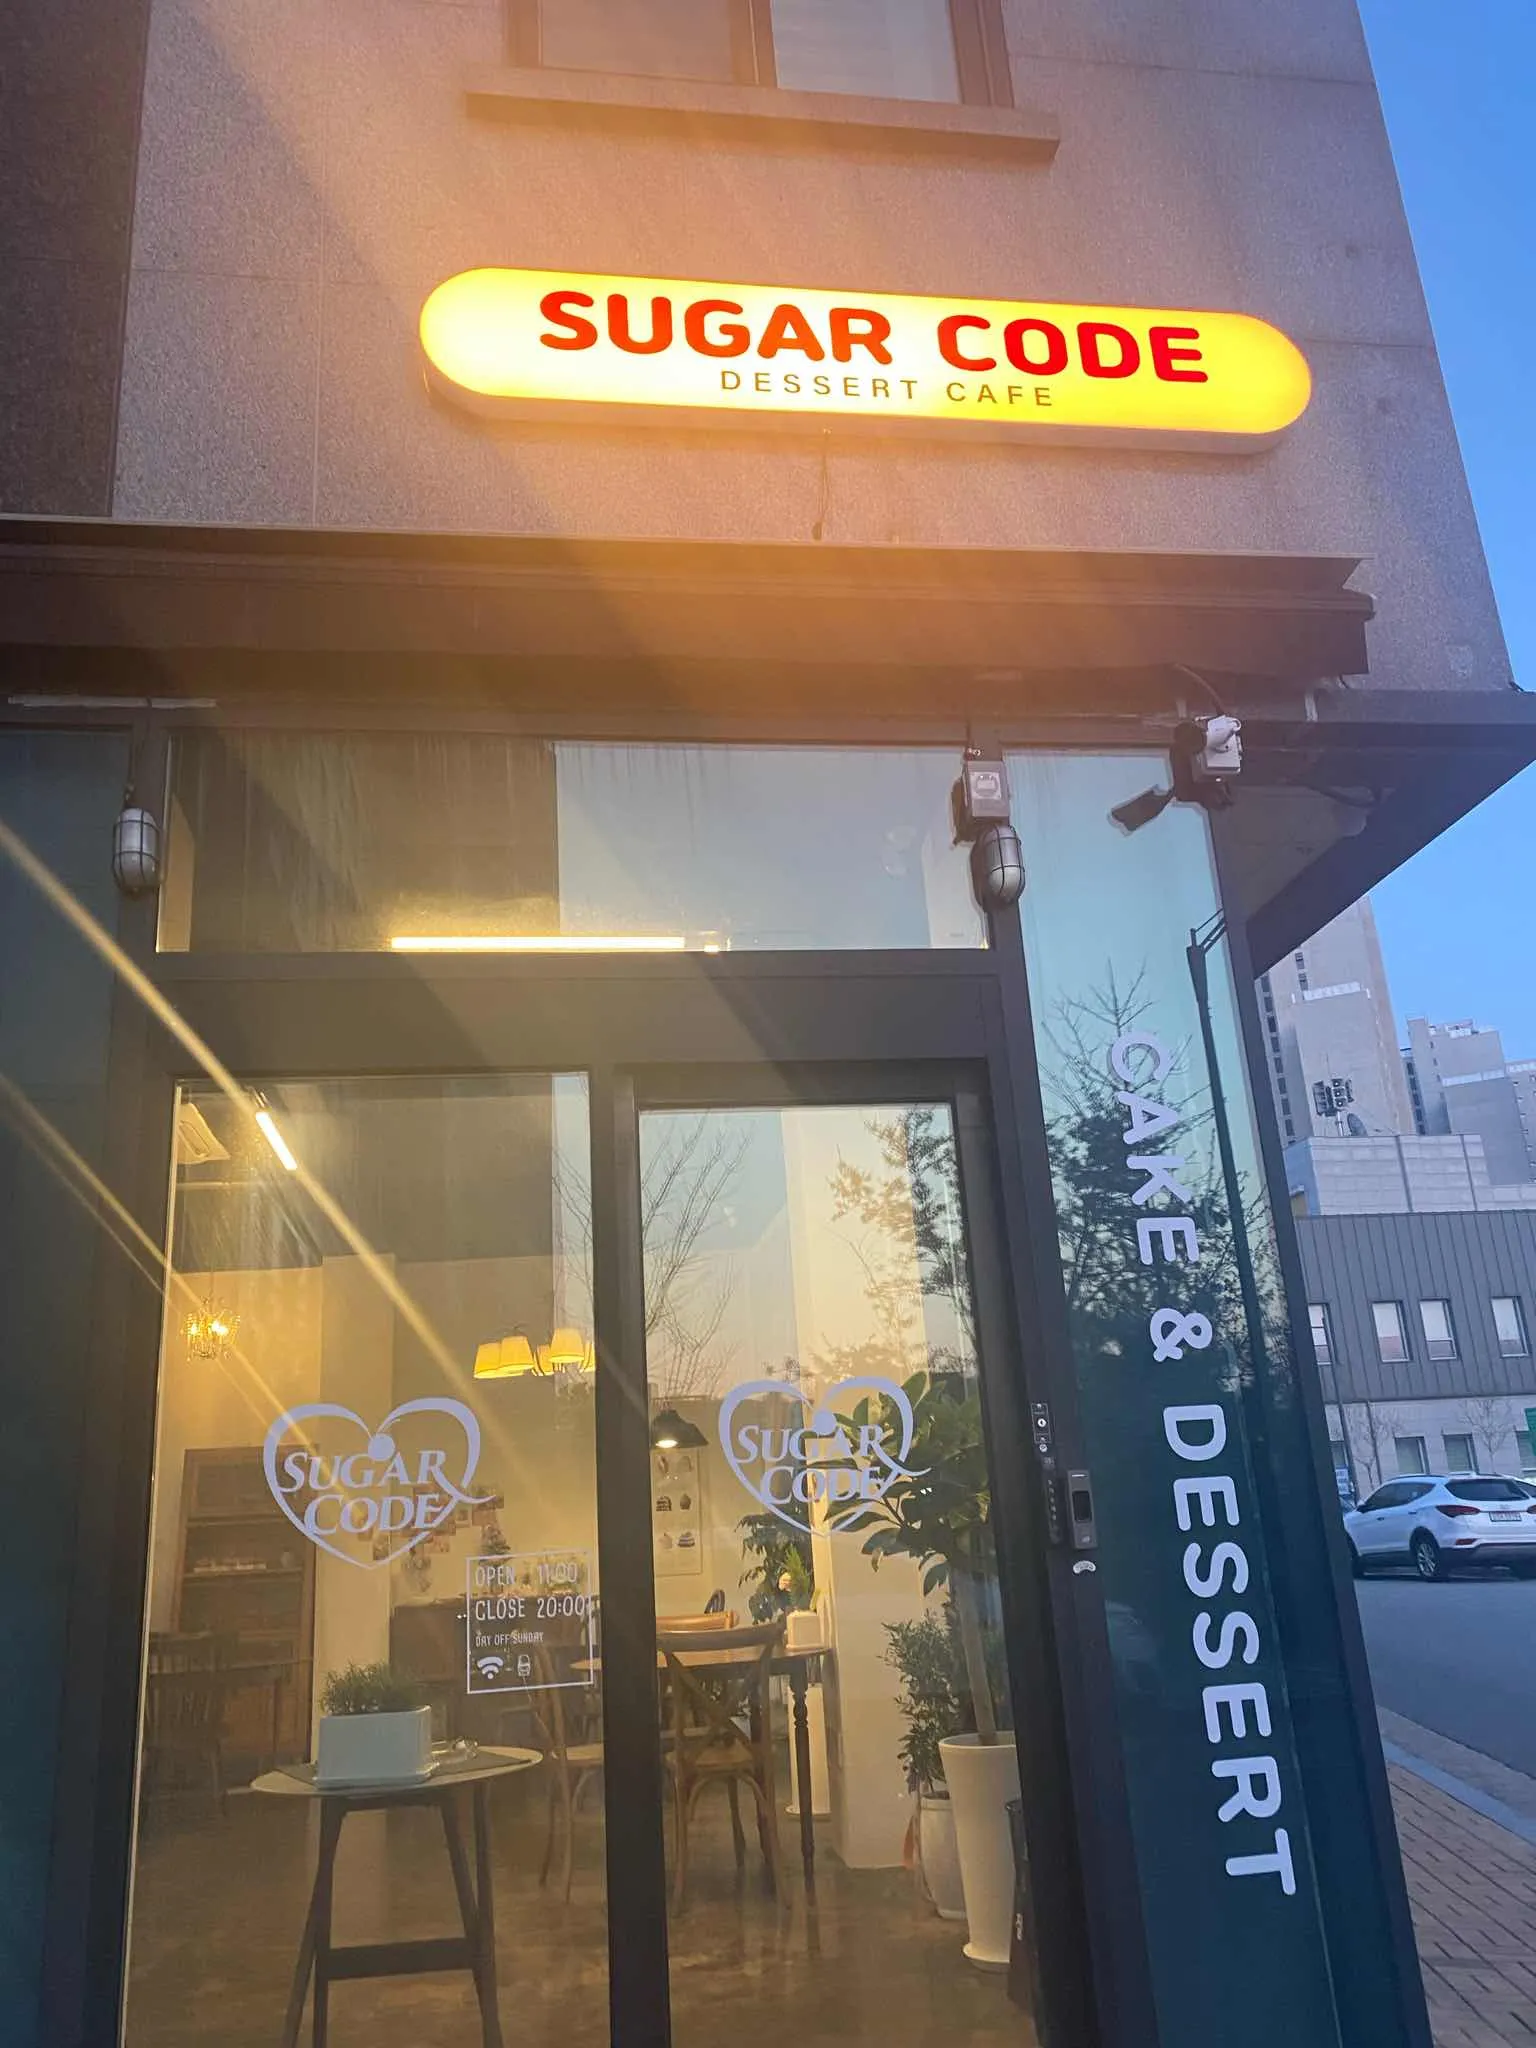 SUGAR CODE
DESSERT CAFE
CAKE & DESSERT
SUGAR
CODE
SUGAR
CODE
OPEN 11:00
CLOSE 20:00
DAY OFF SUNDAY